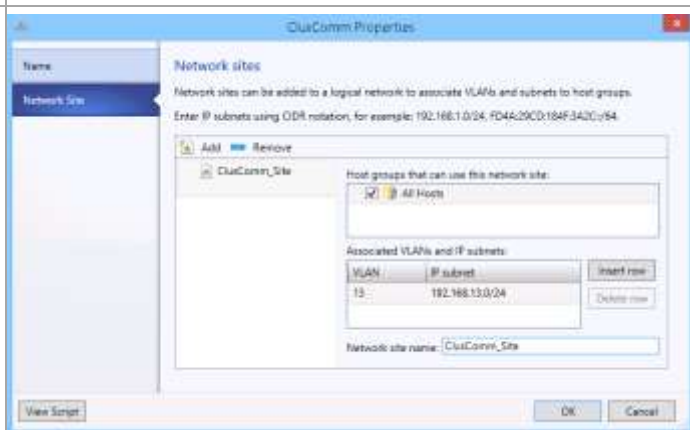 ClusComm Properties
Name
Network Site
Network sites
Network sites can be added to a logical network to associate VLANs and subnets to host groups.
Enter IP subnets using CIDR notation, for example: 192.168.1.0/24, FD4A:29CD:184F:3A2C::/64.
Add Remove
ClusComm_Site
Host groups that can use this network site:
All Hosts
Associated VLANs and IP subnets:
VLAN IP subnet
13 192.168.13.0/24
Insert row
Delete row
Network site name: ClusComm_Site
View Script
OK Cancel